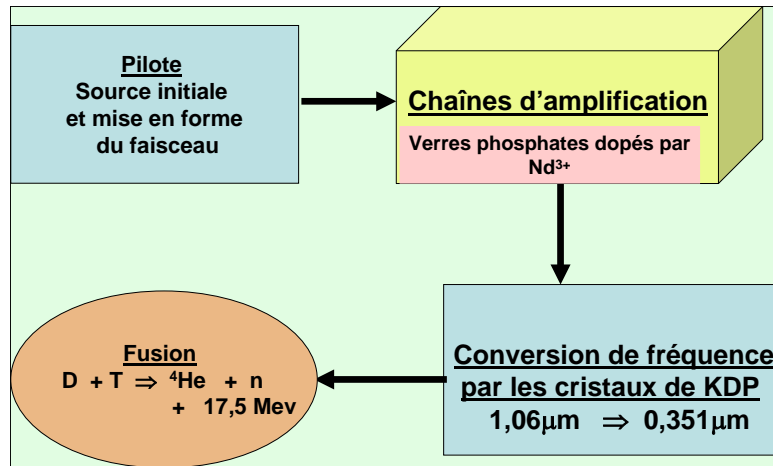 Pilote
Source initiale
et mise en forme
du faisceau
Chaînes d'amplification
Verres phosphates dopés par
Nd³⁺
Conversion de fréquence
par les cristaux de KDP
1,06μm ⇒ 0,351μm
Fusion
D + T ⇒ ⁴He + n
+ 17,5 Mev